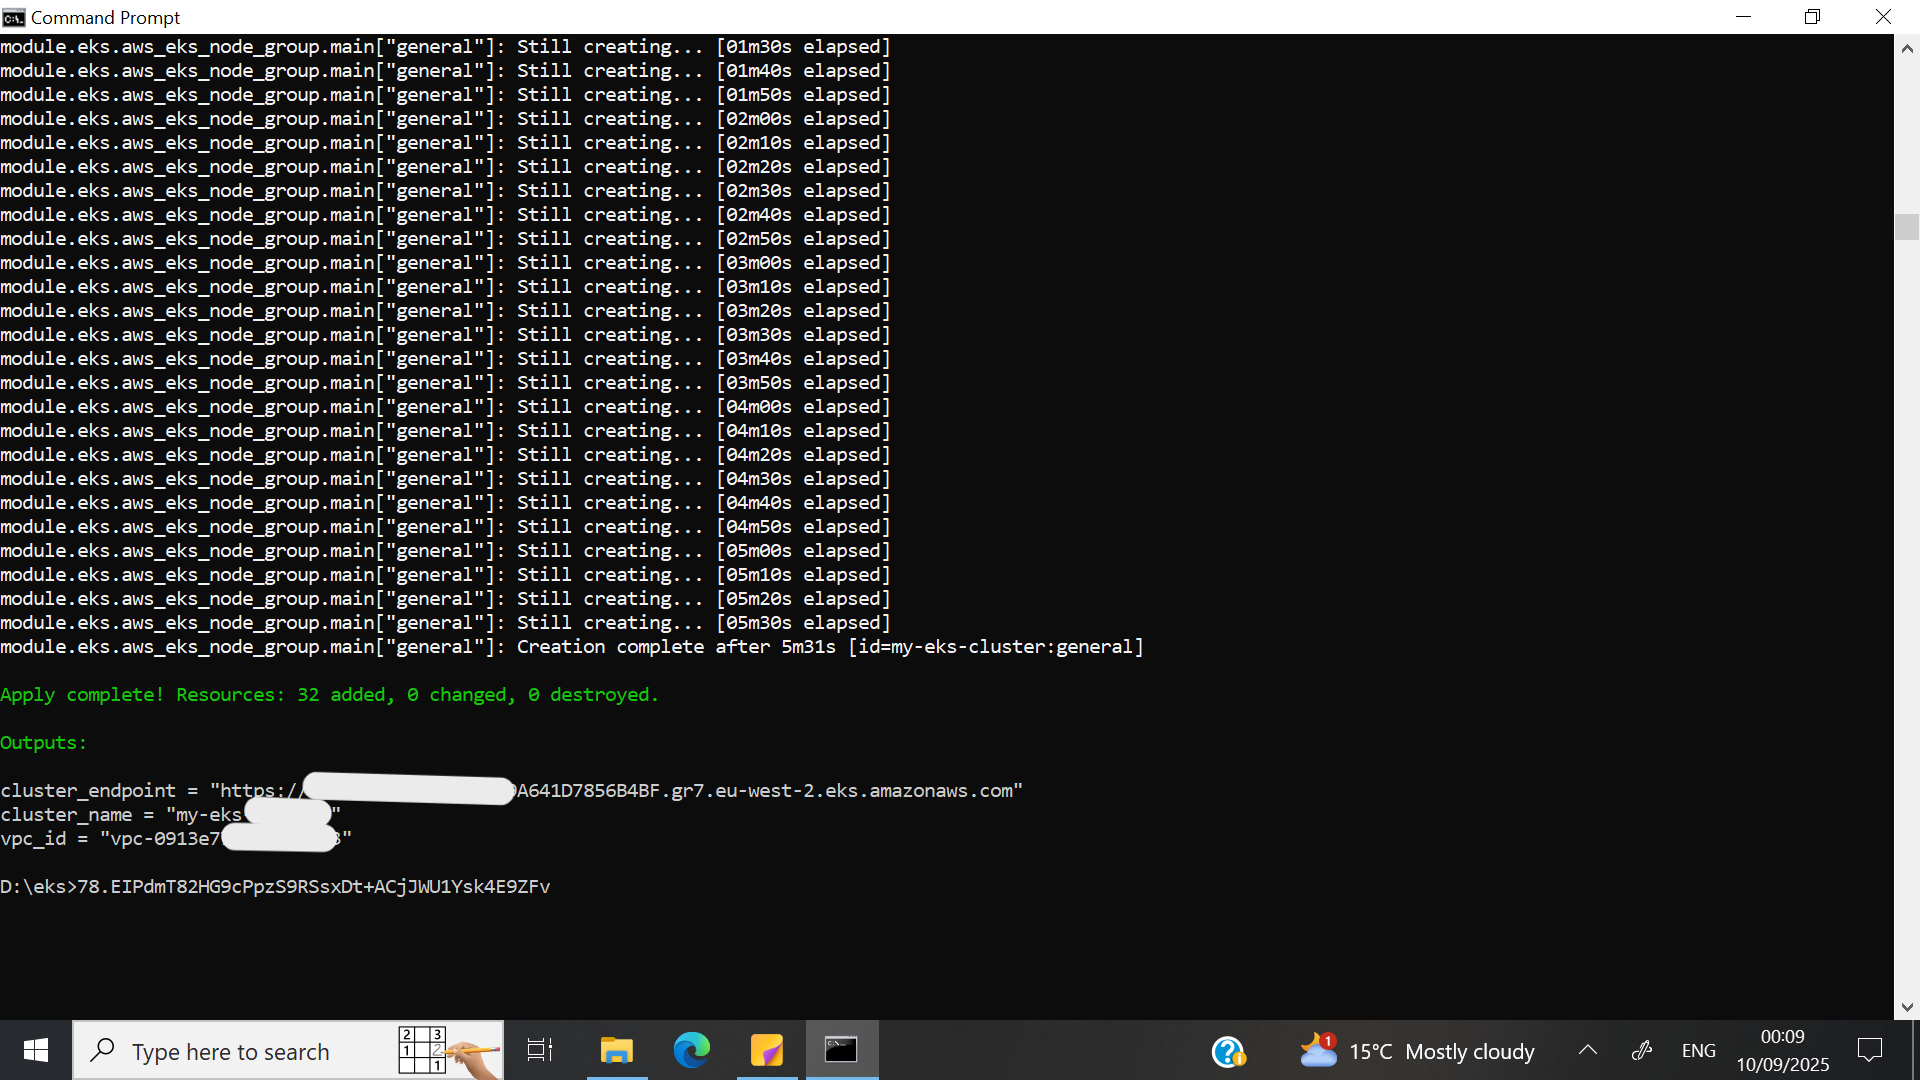 Command Prompt
module.eks.aws_eks_node_group.main["general"]: Still creating... [01m30s elapsed]
module.eks.aws_eks_node_group.main["general"]: Still creating... [01m40s elapsed]
module.eks.aws_eks_node_group.main["general"]: Still creating... [01m50s elapsed]
module.eks.aws_eks_node_group.main["general"]: Still creating... [02m00s elapsed]
module.eks.aws_eks_node_group.main["general"]: Still creating... [02m10s elapsed]
module.eks.aws_eks_node_group.main["general"]: Still creating... [02m20s elapsed]
module.eks.aws_eks_node_group.main["general"]: Still creating... [02m30s elapsed]
module.eks.aws_eks_node_group.main["general"]: Still creating... [02m40s elapsed]
module.eks.aws_eks_node_group.main["general"]: Still creating... [02m50s elapsed]
module.eks.aws_eks_node_group.main["general"]: Still creating... [03m00s elapsed]
module.eks.aws_eks_node_group.main["general"]: Still creating... [03m10s elapsed]
module.eks.aws_eks_node_group.main["general"]: Still creating... [03m20s elapsed]
module.eks.aws_eks_node_group.main["general"]: Still creating... [03m30s elapsed]
module.eks.aws_eks_node_group.main["general"]: Still creating... [03m40s elapsed]
module.eks.aws_eks_node_group.main["general"]: Still creating... [03m50s elapsed]
module.eks.aws_eks_node_group.main["general"]: Still creating... [04m00s elapsed]
module.eks.aws_eks_node_group.main["general"]: Still creating... [04m10s elapsed]
module.eks.aws_eks_node_group.main["general"]: Still creating... [04m20s elapsed]
module.eks.aws_eks_node_group.main["general"]: Still creating... [04m30s elapsed]
module.eks.aws_eks_node_group.main["general"]: Still creating... [04m40s elapsed]
module.eks.aws_eks_node_group.main["general"]: Still creating... [04m50s elapsed]
module.eks.aws_eks_node_group.main["general"]: Still creating... [05m00s elapsed]
module.eks.aws_eks_node_group.main["general"]: Still creating... [05m10s elapsed]
module.eks.aws_eks_node_group.main["general"]: Still creating... [05m20s elapsed]
module.eks.aws_eks_node_group.main["general"]: Still creating... [05m30s elapsed]
module.eks.aws_eks_node_group.main["general"]: Creation complete after 5m31s [id=my-eks-cluster:general]
Apply complete! Resources: 32 added, 0 changed, 0 destroyed.
Outputs:
cluster_endpoint = "https:// A641D7856B4BF.gr7.eu-west-2.eks.amazonaws.com"
cluster_name = "my-eks "
vpc_id = "vpc-0913e7 "
D:\eks>78.EIPdmT82HG9cPpzS9RSsxDt+ACjJWU1Ysk4E9ZFv
Type here to search
2 3
1 2
1
1
15°C Mostly cloudy
ENG
00:09
10/09/2025